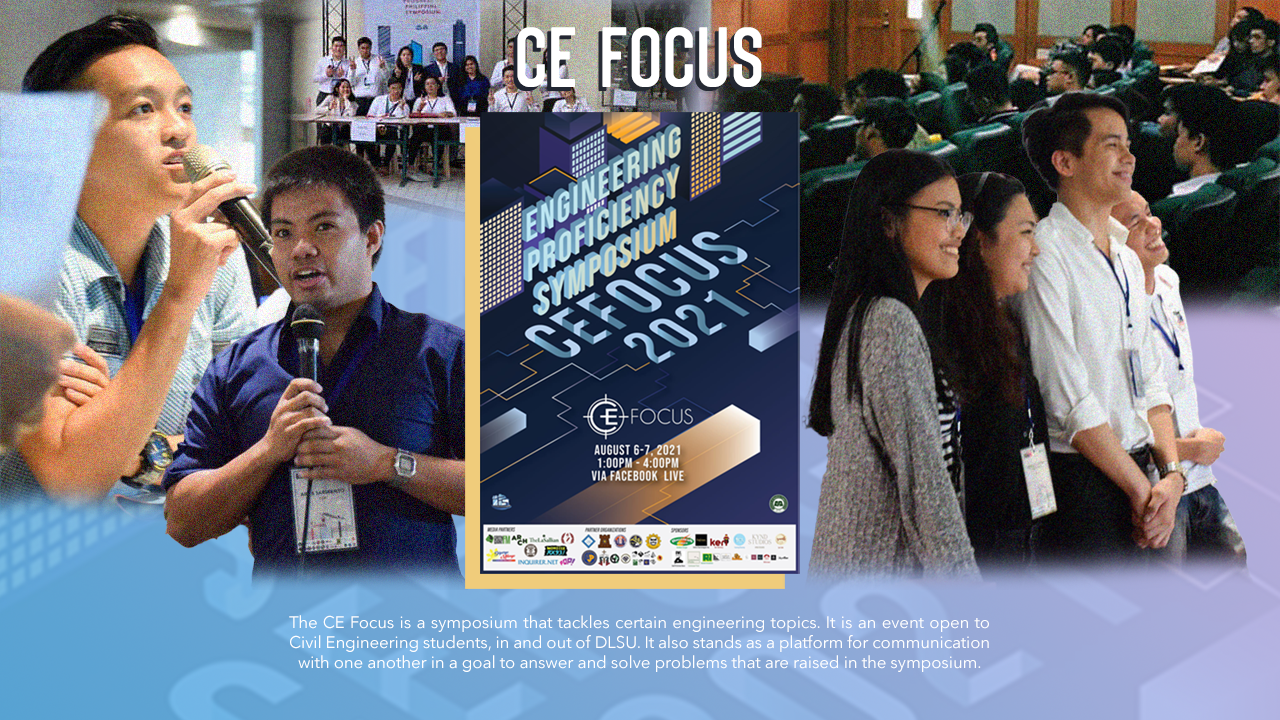 CE FOCUS
PHILIPPINE
SYMPOSIUM
ENGINEERING
PROFICIENCY
SYMPOSIUM
CEFOCUS
2021
CE FOCUS
AUGUST 6-7, 2021
1:00PM - 4:00PM
VIA FACEBOOK LIVE
MEDIA PARTNERS
PARTNER ORGANIZATIONS
SPONSORS
INQUIRER.NET
The CE Focus is a symposium that tackles certain engineering topics. It is an event open to
Civil Engineering students, in and out of DLSU. It also stands as a platform for communication
with one another in a goal to answer and solve problems that are raised in the symposium.